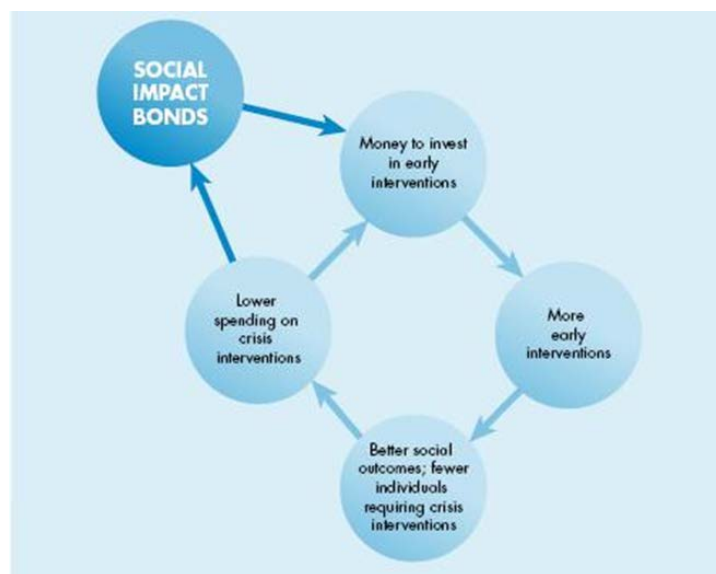 SOCIAL
IMPACT
BONDS
Money to invest
in early
interventions
More
early
interventions
Better social
outcomes; fewer
individuals
requiring crisis
interventions
Lower
spending on
crisis
interventions